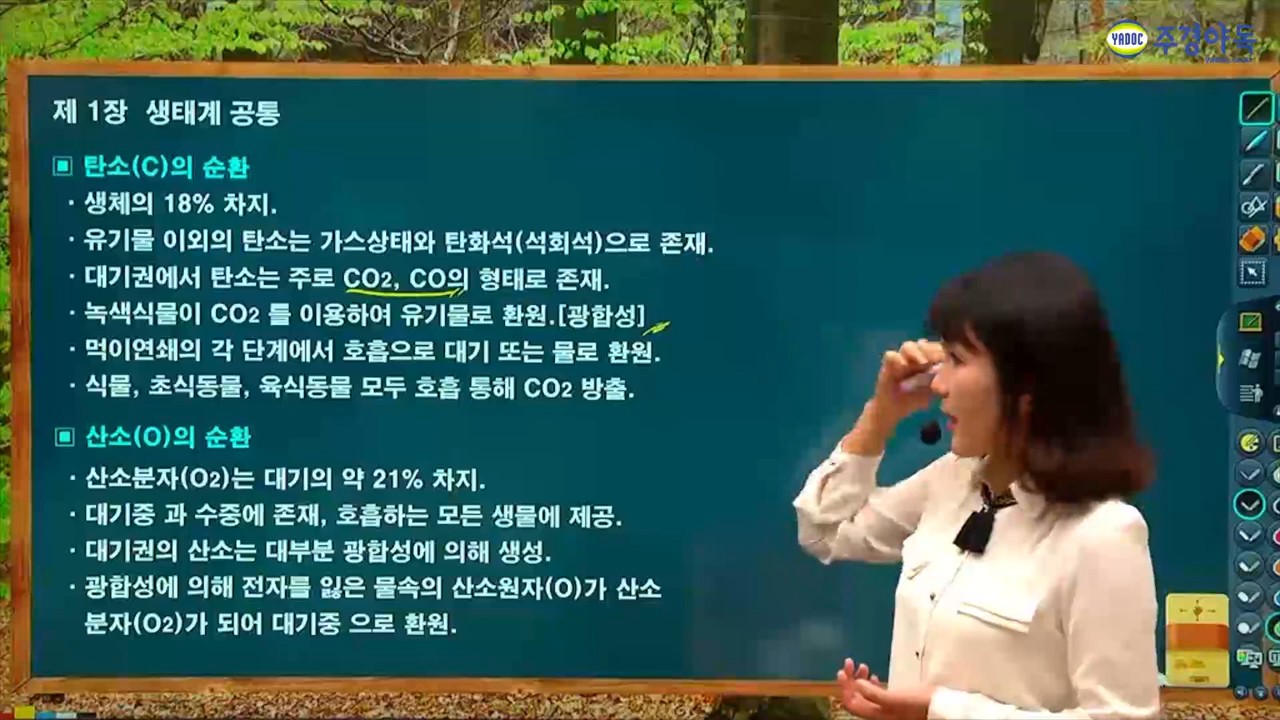 YADOC 주경야독
제 1장 생태계 공통
▣ 탄소(C)의 순환
· 생체의 18% 차지.
· 유기물 이외의 탄소는 가스상태와 탄화석(석회석)으로 존재.
· 대기권에서 탄소는 주로 CO2, CO의 형태로 존재.
· 녹색식물이 CO2 를 이용하여 유기물로 환원.[광합성]
· 먹이연쇄의 각 단계에서 호흡으로 대기 또는 물로 환원.
· 식물, 초식동물, 육식동물 모두 호흡 통해 CO2 방출.
▣ 산소(O)의 순환
· 산소분자(O2)는 대기의 약 21% 차지.
· 대기중 과 수중에 존재, 호흡하는 모든 생물에 제공.
· 대기권의 산소는 대부분 광합성에 의해 생성.
· 광합성에 의해 전자를 잃은 물속의 산소원자(O)가 산소
분자(O2)가 되어 대기중 으로 환원.